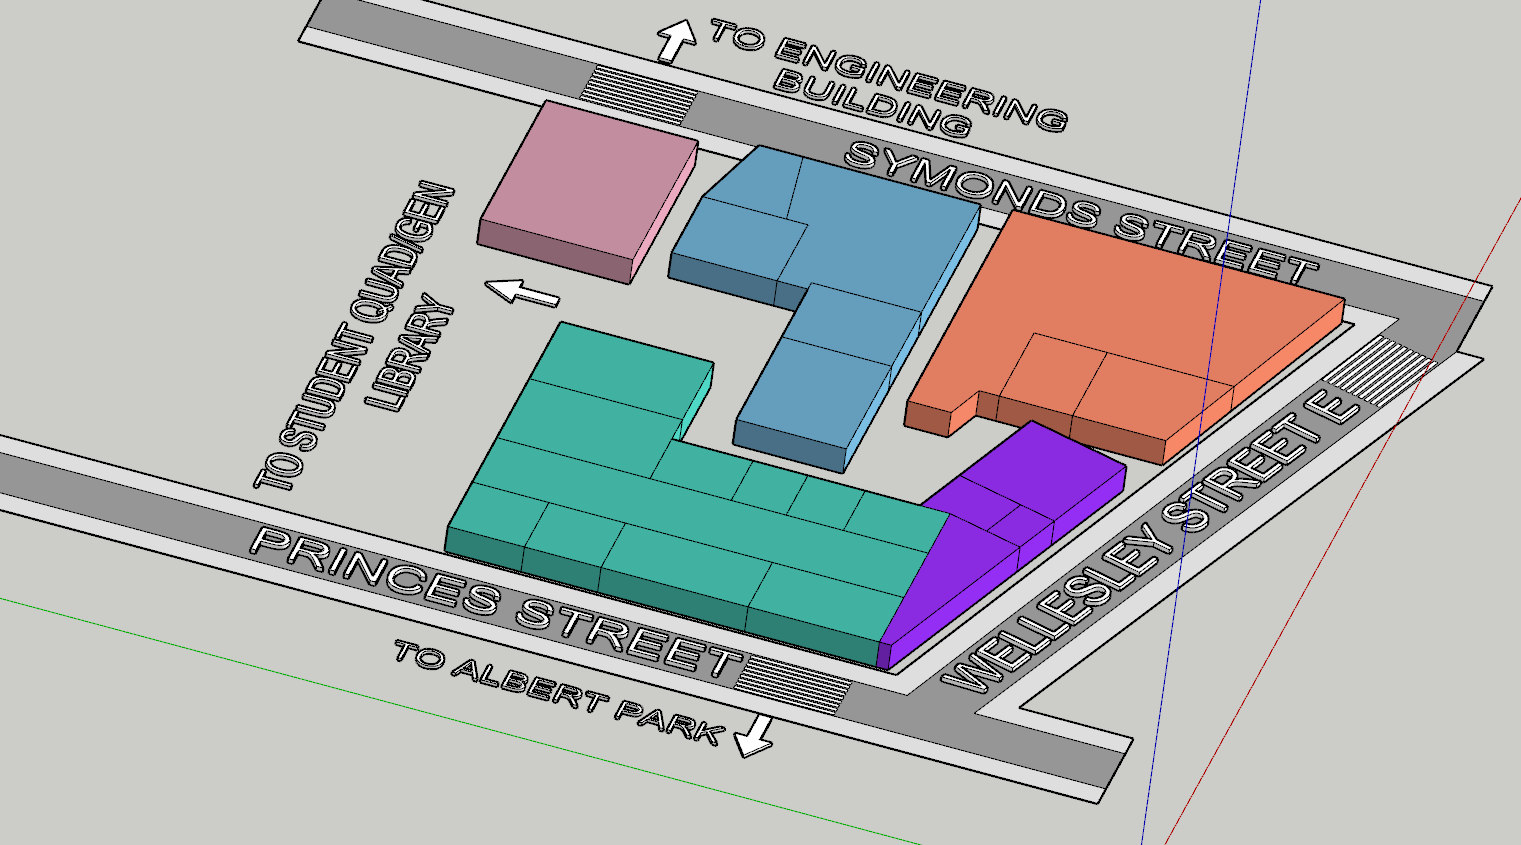 TO ENGINEERING
BUILDING
SYMONDS STREET
TO STUDENT QUAD/GEN
LIBRARY
WELLESLEY STREET E
PRINCES STREET
TO ALBERT PARK